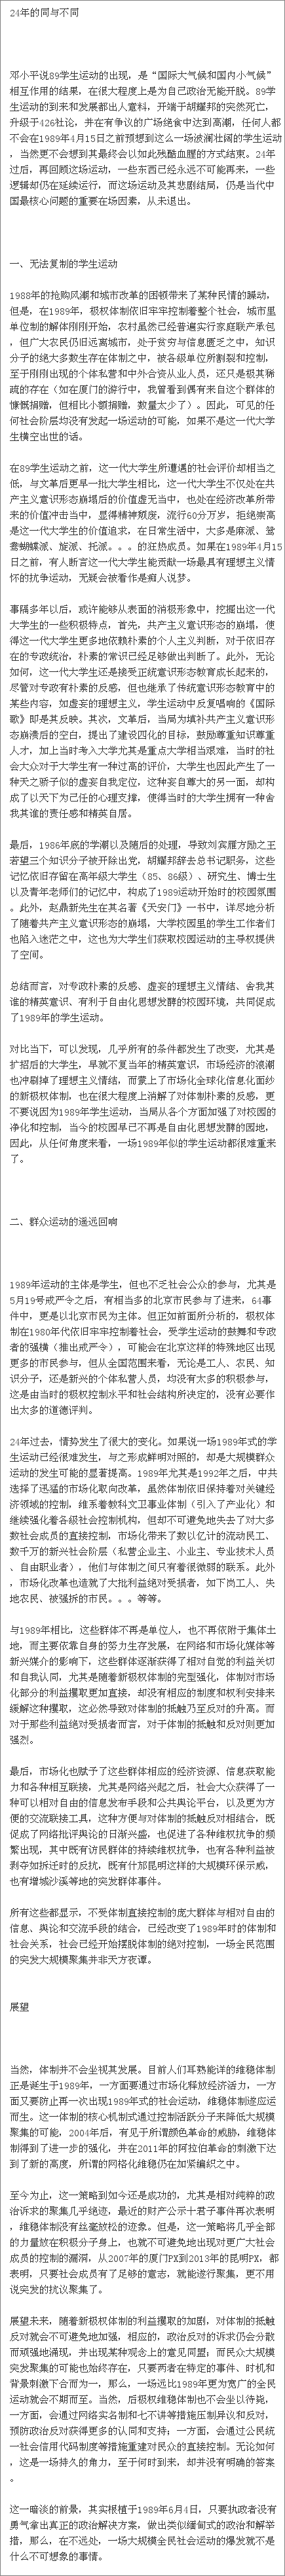 24年的同与不同
邓小平说89学生运动的出现，是“国际大气候和国内小气候”
相互作用的结果，在很大程度上是为自己政治无能开脱。89学
生运动的到来和发展都出人意料，开端于胡耀邦的突然死亡，
升级于426社论，并在有争议的广场绝食中达到高潮，任何人都
不会在1989年4月15日之前预想到这么一场波澜壮阔的学生运动
，当然更不会想到其最终会以如此残酷血腥的方式结束。24年
过后，再回顾这场运动，一些东西已经永远不可能再来，一些
逻辑却仍在延续运行，而这场运动及其悲剧结局，仍是当代中
国最核心问题的重要在场因素，从未退出。
一、无法复制的学生运动
1988年的抢购风潮和城市改革的困顿带来了某种民情的躁动，
但是，在1989年，极权体制依旧牢牢控制着整个社会，城市里
单位制的解体刚刚开始，农村虽然已经普遍实行家庭联产承包
，但广大农民仍旧远离城市，处于贫穷与信息匮乏之中，知识
分子的绝大多数生存在体制之中，被各级单位所割裂和控制，
至于刚刚出现的个体私营和中外合资从业人员，还只是极其稀
疏的存在（如在厦门的游行中，我曾看到偶有来自这个群体的
慷慨捐赠，但相比小额捐赠，数量太少了）。因此，可见的任
何社会阶层均没有发起一场运动的可能，如果不是这一代大学
生横空出世的话。
在89学生运动之前，这一代大学生所遭遇的社会评价却相当之
低，与文革后更早一批大学生相比，这一代大学生不仅处在共
产主义意识形态崩塌后的价值虚无当中，也处在经济改革所带
来的价值冲击当中，显得精神颓废，流行60分万岁，拒绝崇高
是这一代大学生的价值追求，在日常生活中，大多是麻派、鸳
鸯蝴蝶派、旋派、托派。。。的狂热成员。如果在1989年4月15
日之前，有人断言这一代大学生能贡献一场最具有理想主义情
怀的抗争运动，无疑会被看作是痴人说梦。
事隔多年以后，或许能够从表面的消极形象中，挖掘出这一代
大学生的一些积极特点，首先，共产主义意识形态的崩塌，使
得这一代大学生更多地依赖朴素的个人主义判断，对于依旧存
在的专政统治，朴素的常识已经足够做出判断了。此外，无论
如何，这一代大学生还是接受正统意识形态教育成长起来的，
尽管对专政有朴素的反感，但也继承了传统意识形态教育中的
某些内容，如虚妄的理想主义，学生运动中反复唱响的《国际
歌》即是其反映。其次，文革后，当局为填补共产主义意识形
态崩溃后的空白，提出了建设四化的目标，鼓励尊重知识尊重
人才，加上当时考入大学尤其是重点大学相当艰难，当时的社
会大众对于大学生有一种过高的评价，大学生也因此产生了一
种天之骄子似的虚妄自我定位，这种妄自尊大的另一面，却构
成了以天下为己任的心理支撑，使得当时的大学生拥有一种舍
我其谁的责任感和精英自居。
最后，1986年底的学潮以及随后的处理，导致刘宾雁方励之王
若望三个知识分子被开除出党，胡耀邦辞去总书记职务，这些
记忆依旧存留在高年级大学生（85、86级）、研究生、博士生
以及青年老师们的记忆中，构成了1989运动开始时的校园氛围
。此外，赵鼎新先生在其名著《天安门》一书中，详尽地分析
了随着共产主义意识形态的崩塌，大学校园里的学生工作者们
也陷入迷茫之中，这也为大学生们获取校园运动的主导权提供
了空间。
总结而言，对专政朴素的反感、虚妄的理想主义情结、舍我其
谁的精英意识、有利于自由化思想发酵的校园环境，共同促成
了1989年的学生运动。
对比当下，可以发现，几乎所有的条件都发生了改变，尤其是
扩招后的大学生，早就不复当年的精英意识，市场经济的浪潮
也冲刷掉了理想主义情结，而蒙上了市场化全球化信息化面纱
的新极权体制，也在很大程度上消解了对体制朴素的反感，更
不要说因为1989年学生运动，当局从各个方面加强了对校园的
净化和控制，当今的校园早已不再是自由化思想发酵的园地，
因此，从任何角度来看，一场1989年似的学生运动都很难重来
了。
二、群众运动的遥远回响
1989年运动的主体是学生，但也不乏社会公众的参与，尤其是
5月19号戒严令之后，有相当多的北京市民参与了进来，64事
件中，更是以北京市民为主体。但正如前面所分析的，极权体
制在1980年代依旧牢牢控制着社会，受学生运动的鼓舞和专政
者的强横（推出戒严令），可能会在北京这样的特殊地区出现
更多的市民参与，但从全国范围来看，无论是工人、农民、知
识分子，还是新兴的个体私营人员，均没有太多的积极参与，
这是由当时的极权控制水平和社会结构所决定的，没有必要作
出太多的道德评判。
24年过去，情势发生了很大的变化。如果说一场1989年式的学
生运动已经很难发生，与之形成鲜明对照的，却是大规模群众
运动的发生可能的显著提高。1989年尤其是1992年之后，中共
选择了迅猛的市场化取向改革，虽然体制依旧保持着对关键经
济领域的控制，维系着教科文卫事业体制（引入了产业化）和
继续强化着各级社会控制机构，但却不可避免地失去了对大多
数社会成员的直接控制，市场化带来了数以亿计的流动民工、
数千万的新兴社会阶层（私营企业主、小业主、专业技术人员
、自由职业者），他们与体制之间只有着很微弱的联系。此外
，市场化改革也造就了大批利益绝对受损者，如下岗工人、失
地农民、被强拆的市民。。。等等。
与1989年相比，这些群体不再是单位人，也不再依附于集体土
地，而主要依靠自身的努力生存发展，在网络和市场化媒体等
新兴媒介的影响下，这些群体逐渐获得了相对自觉的利益关切
和自我认同，尤其是随着新极权体制的完型强化，体制对市场
化部分的利益攫取更加直接，却没有相应的制度和权利安排来
缓解这种攫取，这必然导致对体制的抵触乃至反对的升高。而
对于那些利益绝对受损者而言，对于体制的抵触和反对则更加
强烈。
最后，市场化也赋予了这些群体相应的经济资源、信息获取能
力和各种相互联接，尤其是网络兴起之后，社会大众获得了一
种可以相对自由的信息发布手段和公共舆论平台，以及更为方
便的交流联接工具，这种方便与对体制的抵触反对相结合，既
促成了网络批评舆论的日渐兴盛，也促进了各种维权抗争的频
繁出现，其中既有访民群体的持续维权抗争，也有各种利益被
剥夺如拆迁时的反抗，既有什邡昆明这样的大规模环保示威，
也有增城沙溪等地的突发群体事件。
所有这些都显示，不受体制直接控制的庞大群体与相对自由的
信息、舆论和交流手段的结合，已经改变了1989年时的体制和
社会关系，社会已经开始摆脱体制的绝对控制，一场全民范围
的突发大规模聚集并非天方夜谭。
展望
当然，体制并不会坐视其发展。目前人们耳熟能详的维稳体制
正是诞生于1989年，一方面要通过市场化释放经济活力，一方
面又要防止再一次出现1989年式的社会运动，维稳体制遂应运
而生。这一体制的核心机制式通过控制活跃分子来降低大规模
聚集的可能，2004年后，有见于所谓颜色革命的威胁，维稳体
制得到了进一步的强化，并在2011年的阿拉伯革命的刺激下达
到了新的高度，所谓的网格化维稳仍在加紧编织之中。
至今为止，这一策略到如今还是成功的，尤其是相对纯粹的政
治诉求的聚集几乎绝迹，最近的财产公示十君子事件再次表明
，维稳体制没有丝毫放松的迹象。但是，这一策略将几乎全部
的力量放在积极分子身上，也就不可避免地出现对更广大社会
成员的控制的漏洞，从2007年的厦门PX到2013年的昆明PX，都
表明，只要社会成员有了足够的意志，就能遂行聚集，更不用
说突发的抗议聚集了。
展望未来，随着新极权体制的利益攫取的加剧，对体制的抵触
反对就会不可避免地加强，相应的，政治反对的诉求仍会分散
而顽强地涌现，并出现某种观念上的意见同盟；而民众大规模
突发聚集的可能也始终存在，只要两者在特定的事件、时机和
背景刺激下合而为一，那么，一场远比1989年更为宽广的全民
运动就会不期而至。当然，后极权维稳体制也不会坐以待毙，
一方面，会通过网络实名制和七不讲等措施压制异议和反对，
预防政治反对获得更多的认同和支持；一方面，会通过公民统
一社会信用代码制度等措施重建对民众的直接控制。无论如何
，这是一场持久的角力，至于何时到来，却并没有明确的答案
。
这一暗淡的前景，其实根植于1989年6月4日，只要执政者没有
勇气拿出真正的政治解决方案，做出类似缅甸式的政治和解举
措，那么，在不远处，一场大规模全民社会运动的爆发就不是
什么不可想象的事情。